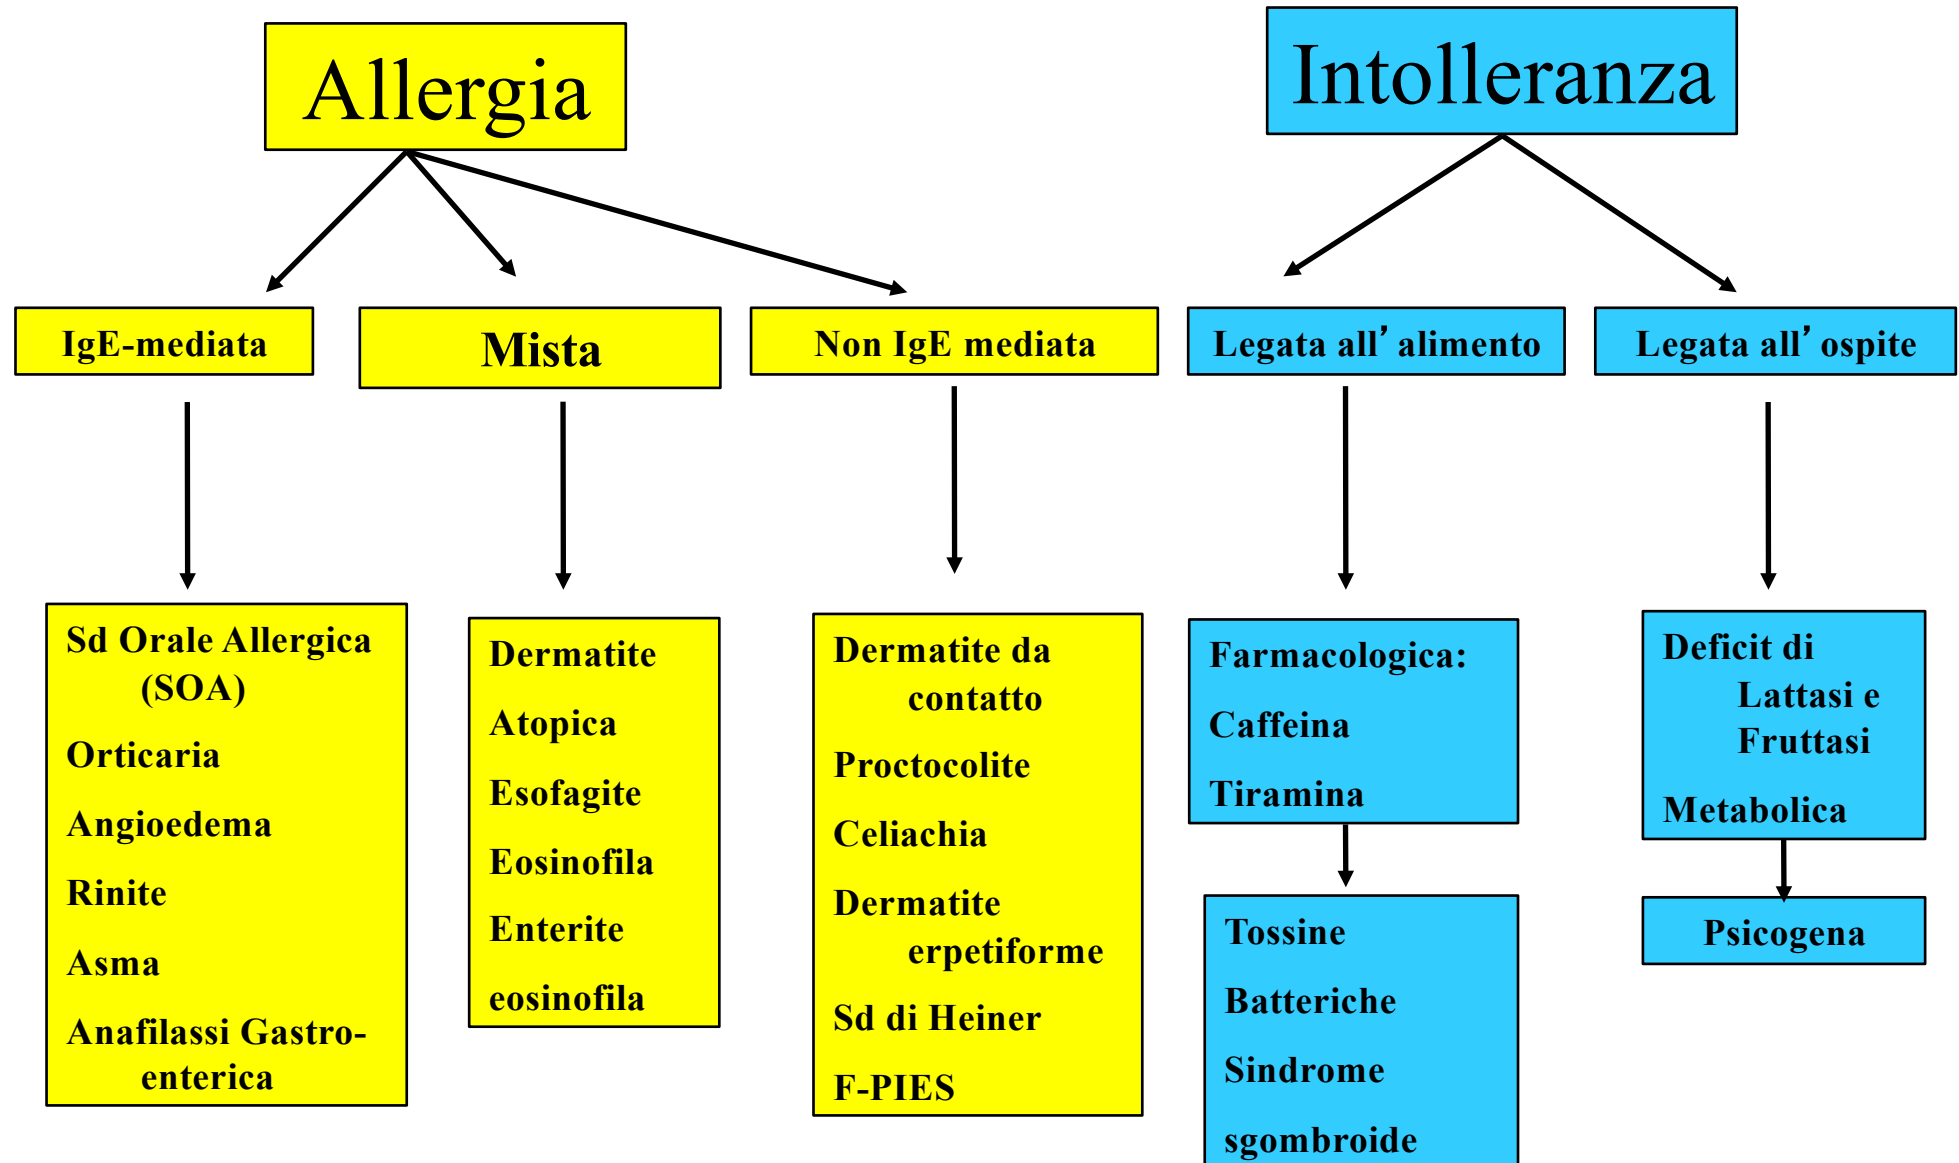 Allergia
Intolleranza
IgE-mediata
Mista
Non IgE mediata
Legata all’ alimento
Legata all’ ospite
Sd Orale Allergica
(SOA)
Orticaria
Angioedema
Rinite
Asma
Anafilassi Gastro-
enterica
Dermatite
Atopica
Esofagite
Eosinofila
Enterite
eosinofila
Dermatite da
contatto
Proctocolite
Celiachia
Dermatite
erpetiforme
Sd di Heiner
F-PIES
Farmacologica:
Caffeina
Tiramina
Tossine
Batteriche
Sindrome
sgombroide
Deficit di
Lattasi e
Fruttasi
Metabolica
Psicogena